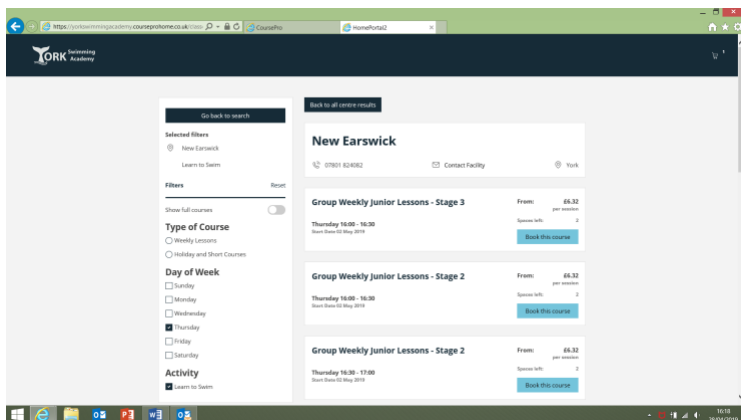 https://yorkswimmingacademy.courseprohome.co.uk/class-
CoursePro
HomePortal2
YORK Swimming Academy
1
Go back to search
Selected filters
New Earswick
Learn to Swim
Filters
Reset
Show full courses
Type of Course
Weekly Lessons
Holiday and Short Courses
Day of Week
Sunday
Monday
Wednesday
Thursday
Friday
Saturday
Activity
Learn to Swim
Back to all centre results
New Earswick
07801 824082
Contact Facility
York
Group Weekly Junior Lessons - Stage 3
Thursday 16:00 - 16:30
Start Date 02 May, 2019
From: £6.32
per session
Spaces left: 2
Book this course
Group Weekly Junior Lessons - Stage 2
Thursday 16:00 - 16:30
Start Date 02 May, 2019
From: £6.32
per session
Spaces left: 2
Book this course
Group Weekly Junior Lessons - Stage 2
Thursday 16:30 - 17:00
Start Date 02 May, 2019
From: £6.32
per session
Spaces left: 2
Book this course
16:18
28/04/2019